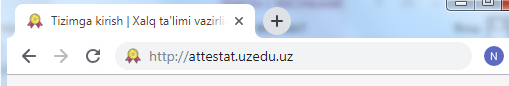 Tizimga kirish | Xalq ta'limi vazirli
http://attestat.uzedu.uz
N